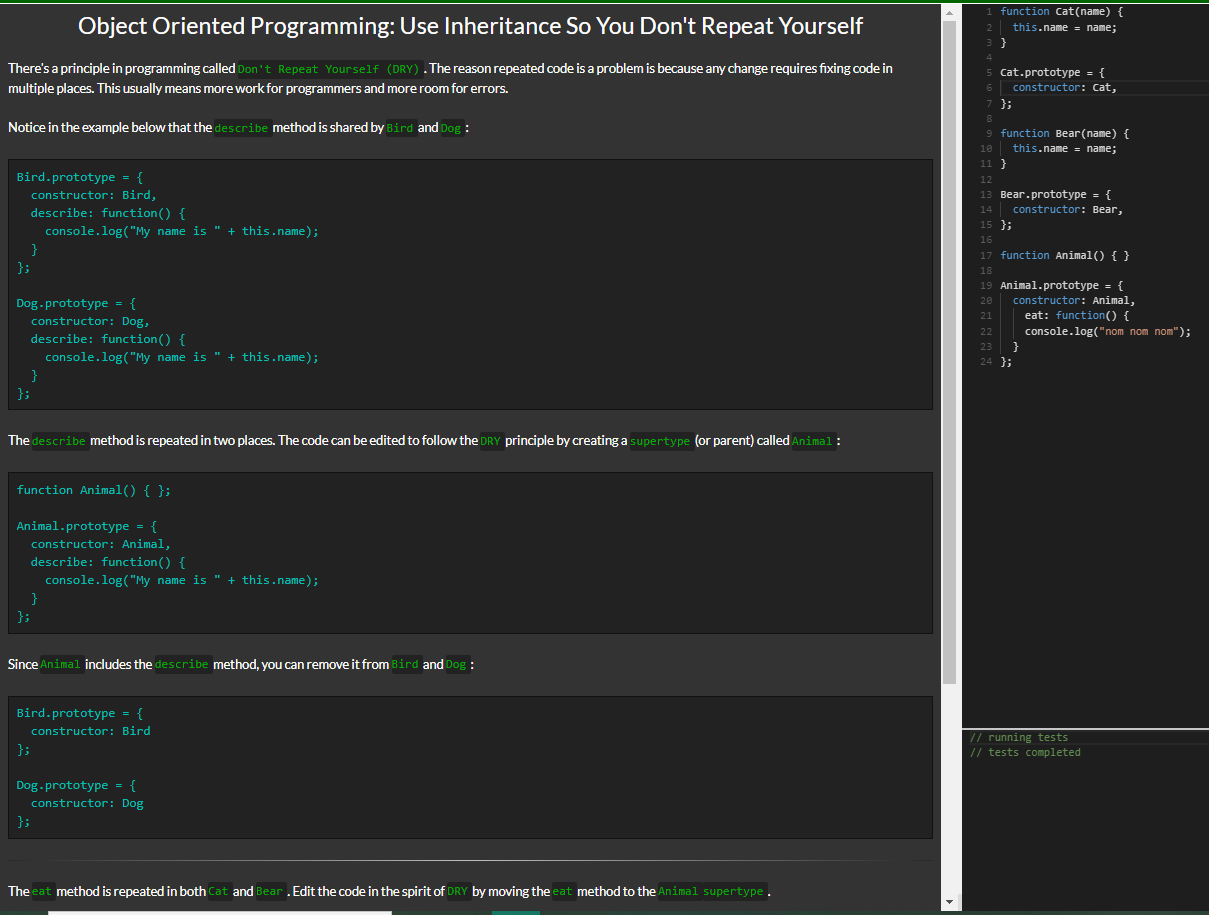 Object Oriented Programming: Use Inheritance So You Don't Repeat Yourself
There's a principle in programming called Don't Repeat Yourself (DRY) . The reason repeated code is a problem is because any change requires fixing code in
multiple places. This usually means more work for programmers and more room for errors.
Notice in the example below that the describe method is shared by Bird and Dog :
Bird.prototype = {
  constructor: Bird,
  describe: function() {
    console.log("My name is " + this.name);
  }
};
Dog.prototype = {
  constructor: Dog,
  describe: function() {
    console.log("My name is " + this.name);
  }
};
The describe method is repeated in two places. The code can be edited to follow the DRY principle by creating a supertype (or parent) called Animal :
function Animal() { };
Animal.prototype = {
  constructor: Animal,
  describe: function() {
    console.log("My name is " + this.name);
  }
};
Since Animal includes the describe method, you can remove it from Bird and Dog :
Bird.prototype = {
  constructor: Bird
};
Dog.prototype = {
  constructor: Dog
};
The eat method is repeated in both Cat and Bear . Edit the code in the spirit of DRY by moving the eat method to the Animal supertype .
1 function Cat(name) {
2   this.name = name;
3 }
4
5 Cat.prototype = {
6   constructor: Cat,
7 };
8
9 function Bear(name) {
10   this.name = name;
11 }
12
13 Bear.prototype = {
14   constructor: Bear,
15 };
16
17 function Animal() { }
18
19 Animal.prototype = {
20   constructor: Animal,
21     eat: function() {
22     console.log("nom nom nom");
23   }
24 };
// running tests
// tests completed